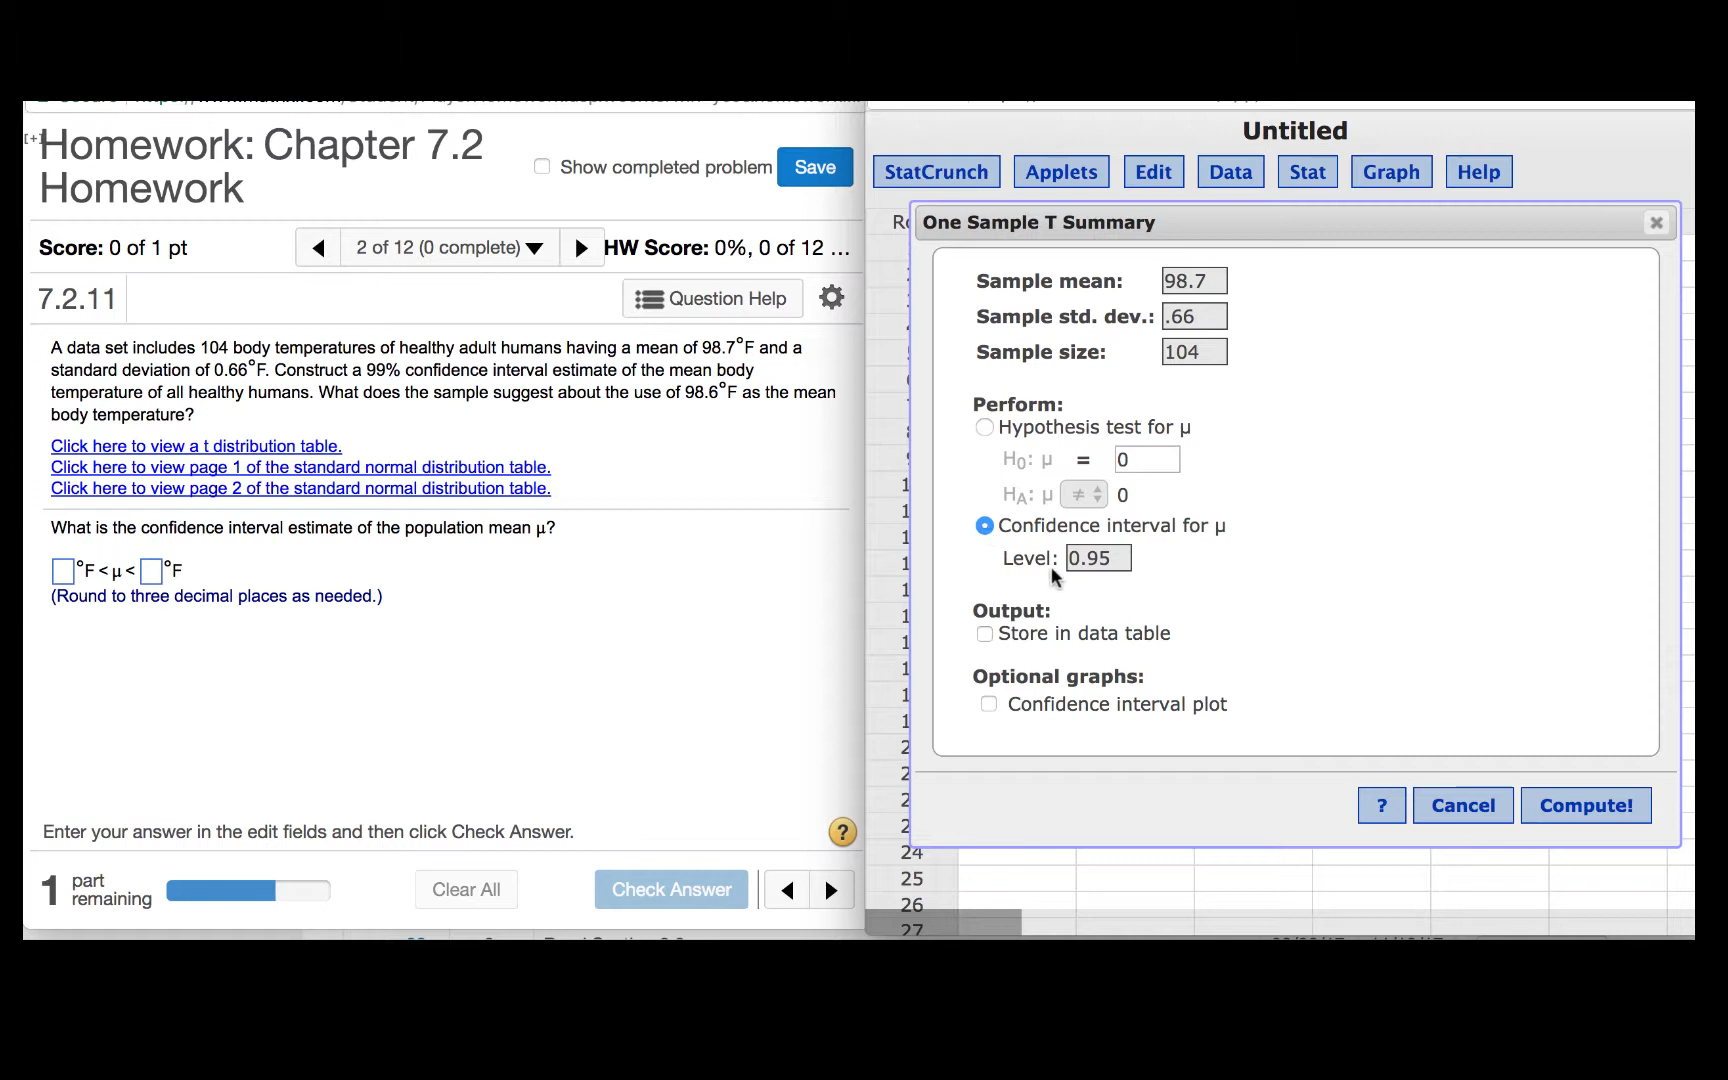 Homework: Chapter 7.2
Homework
Show completed problem
Save
Score: 0 of 1 pt
2 of 12 (0 complete)
HW Score: 0%, 0 of 12 ...
7.2.11
Question Help
A data set includes 104 body temperatures of healthy adult humans having a mean of 98.7°F and a
standard deviation of 0.66°F. Construct a 99% confidence interval estimate of the mean body
temperature of all healthy humans. What does the sample suggest about the use of 98.6°F as the mean
body temperature?
Click here to view a t distribution table.
Click here to view page 1 of the standard normal distribution table.
Click here to view page 2 of the standard normal distribution table.
What is the confidence interval estimate of the population mean μ?
°F < μ < °F
(Round to three decimal places as needed.)
Enter your answer in the edit fields and then click Check Answer.
?
1 part
remaining
Clear All
Check Answer
Untitled
StatCrunch
Applets
Edit
Data
Stat
Graph
Help
One Sample T Summary
Sample mean: 98.7
Sample std. dev.: .66
Sample size: 104
Perform:
Hypothesis test for μ
H0: μ = 0
HA: μ ≠ 0
Confidence interval for μ
Level: 0.95
Output:
Store in data table
Optional graphs:
Confidence interval plot
?
Cancel
Compute!
24
25
26
27